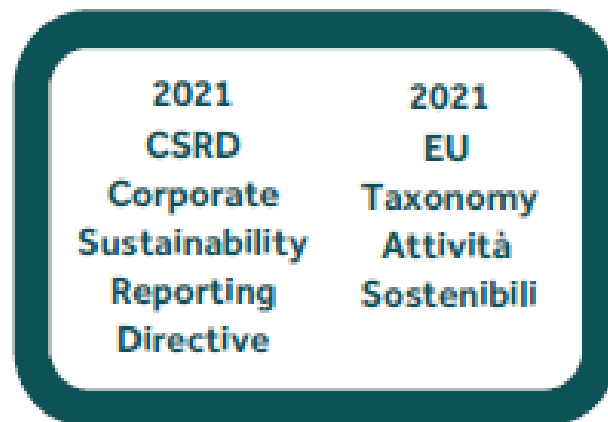 2021
CSRD
Corporate
Sustainability
Reporting
Directive
2021
EU
Taxonomy
Attività
Sostenibili